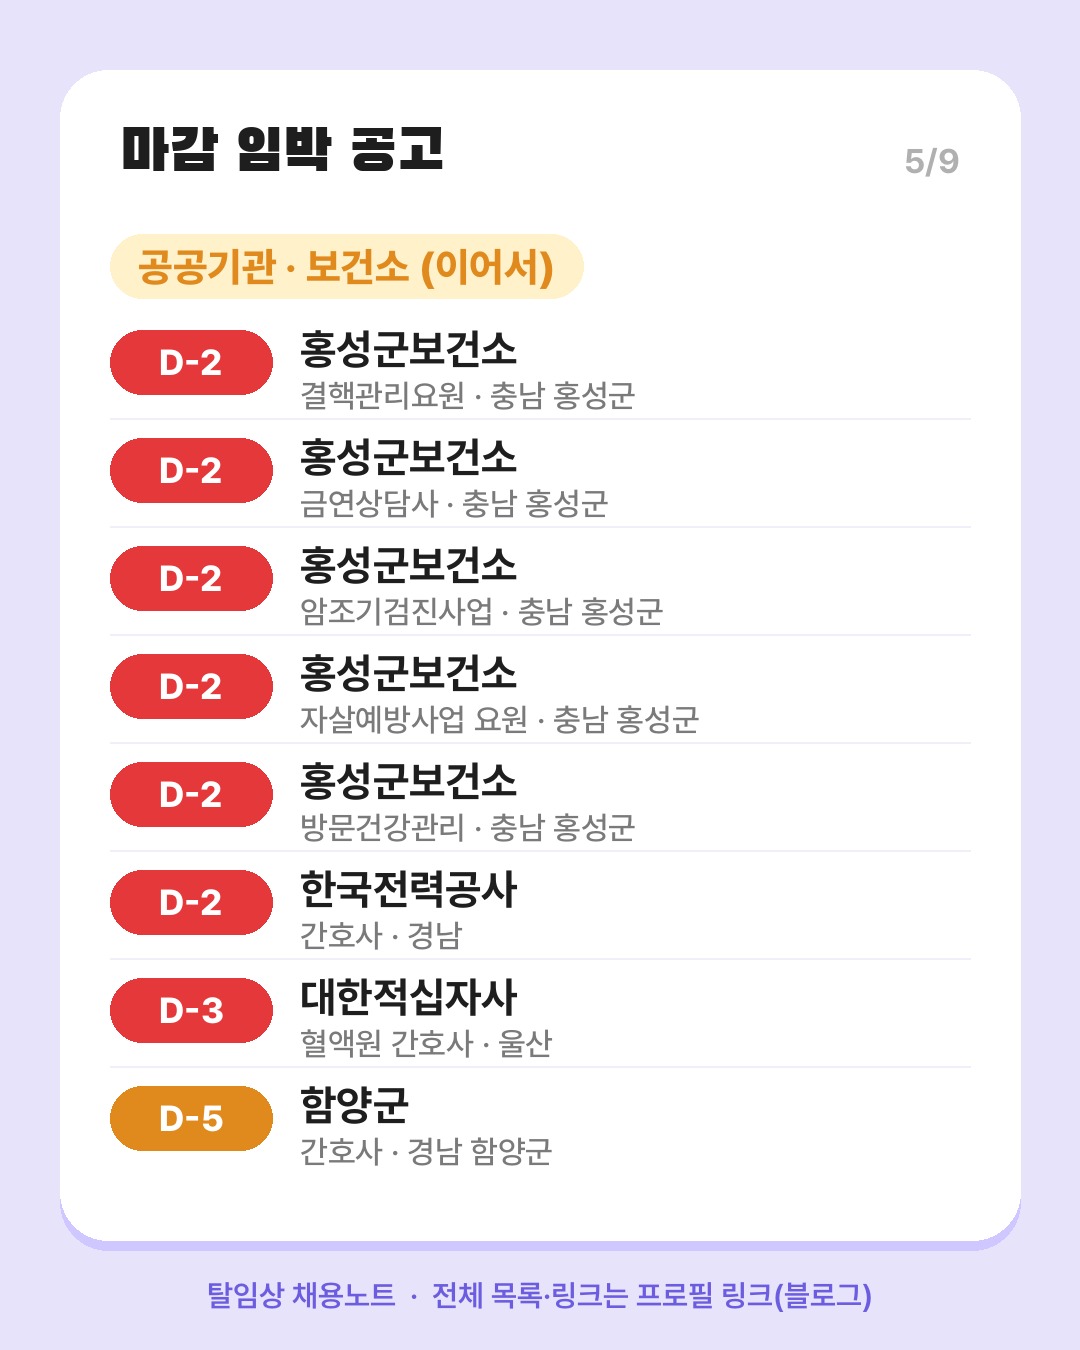 마감 임박 공고
5/9
공공기관 · 보건소 (이어서)
D-2
홍성군보건소
결핵관리요원 · 충남 홍성군
D-2
홍성군보건소
금연상담사 · 충남 홍성군
D-2
홍성군보건소
암조기검진사업 · 충남 홍성군
D-2
홍성군보건소
자살예방사업 요원 · 충남 홍성군
D-2
홍성군보건소
방문건강관리 · 충남 홍성군
D-2
한국전력공사
간호사 · 경남
D-3
대한적십자사
혈액원 간호사 · 울산
D-5
함양군
간호사 · 경남 함양군
탈임상 채용노트 · 전체 목록·링크는 프로필 링크(블로그)